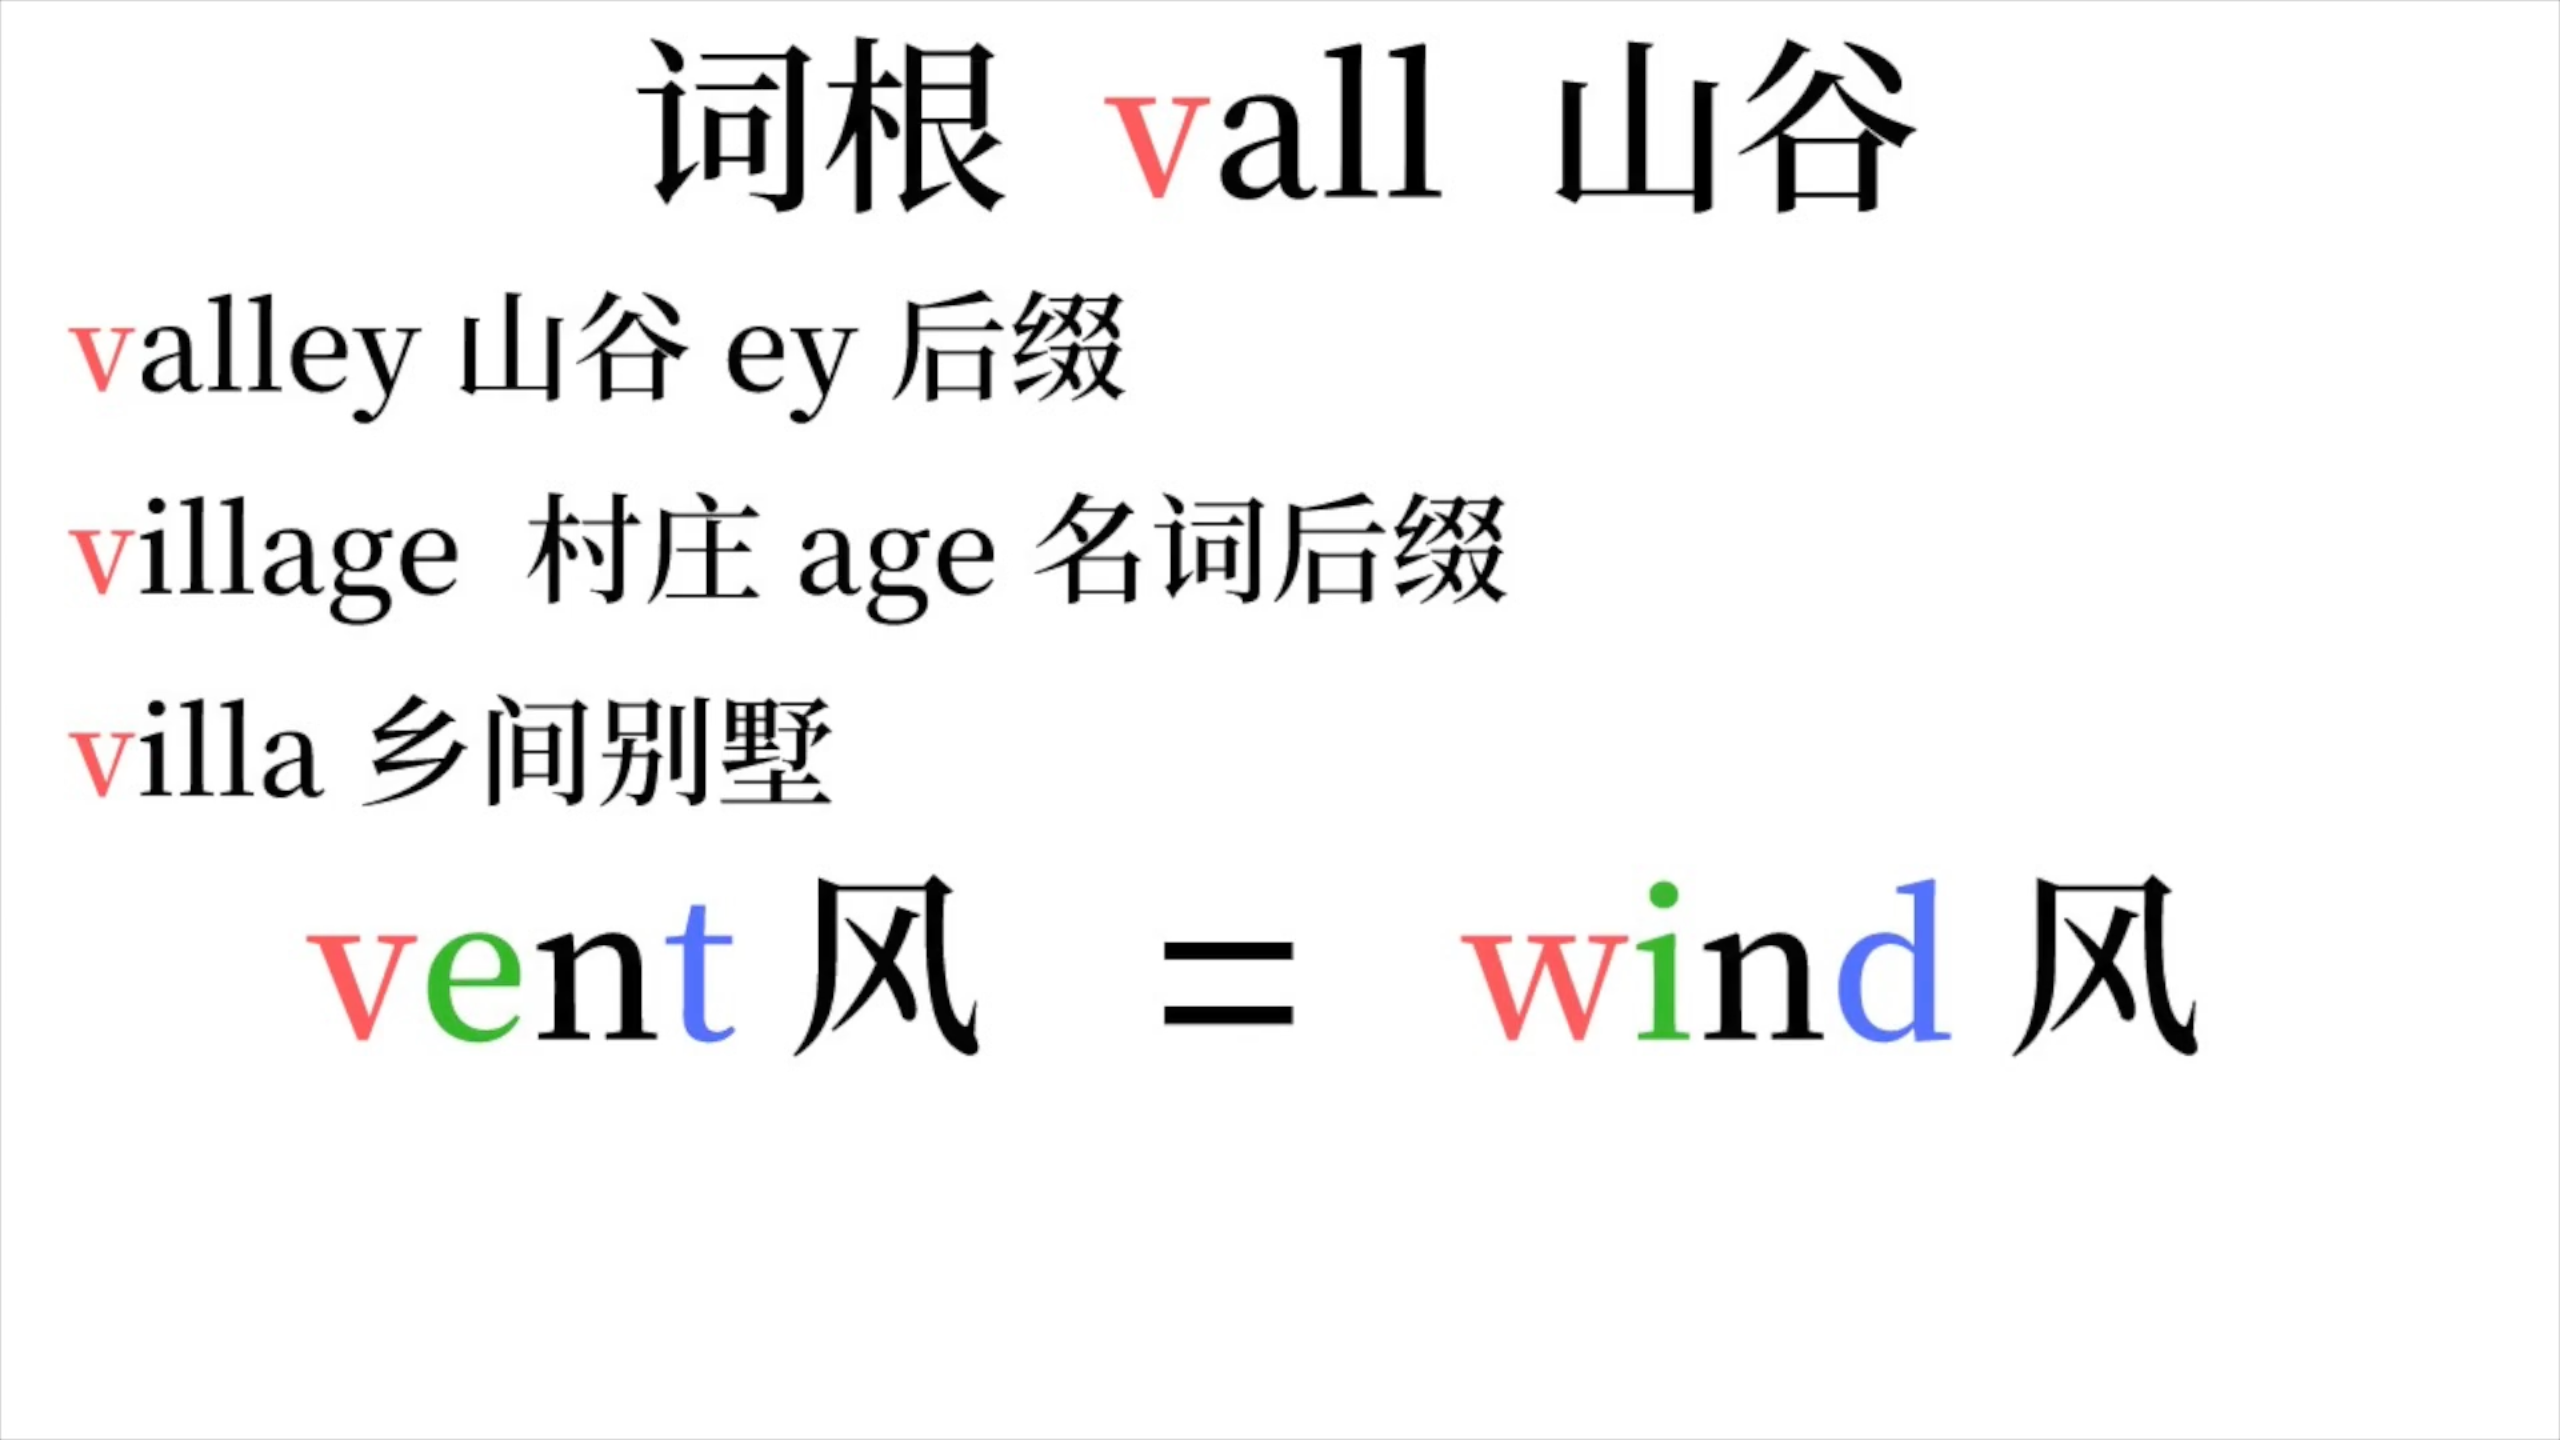 词根 vall 山谷
valley 山谷 ey 后缀
village 村庄 age 名词后缀
villa 乡间别墅
vent 风 = wind 风